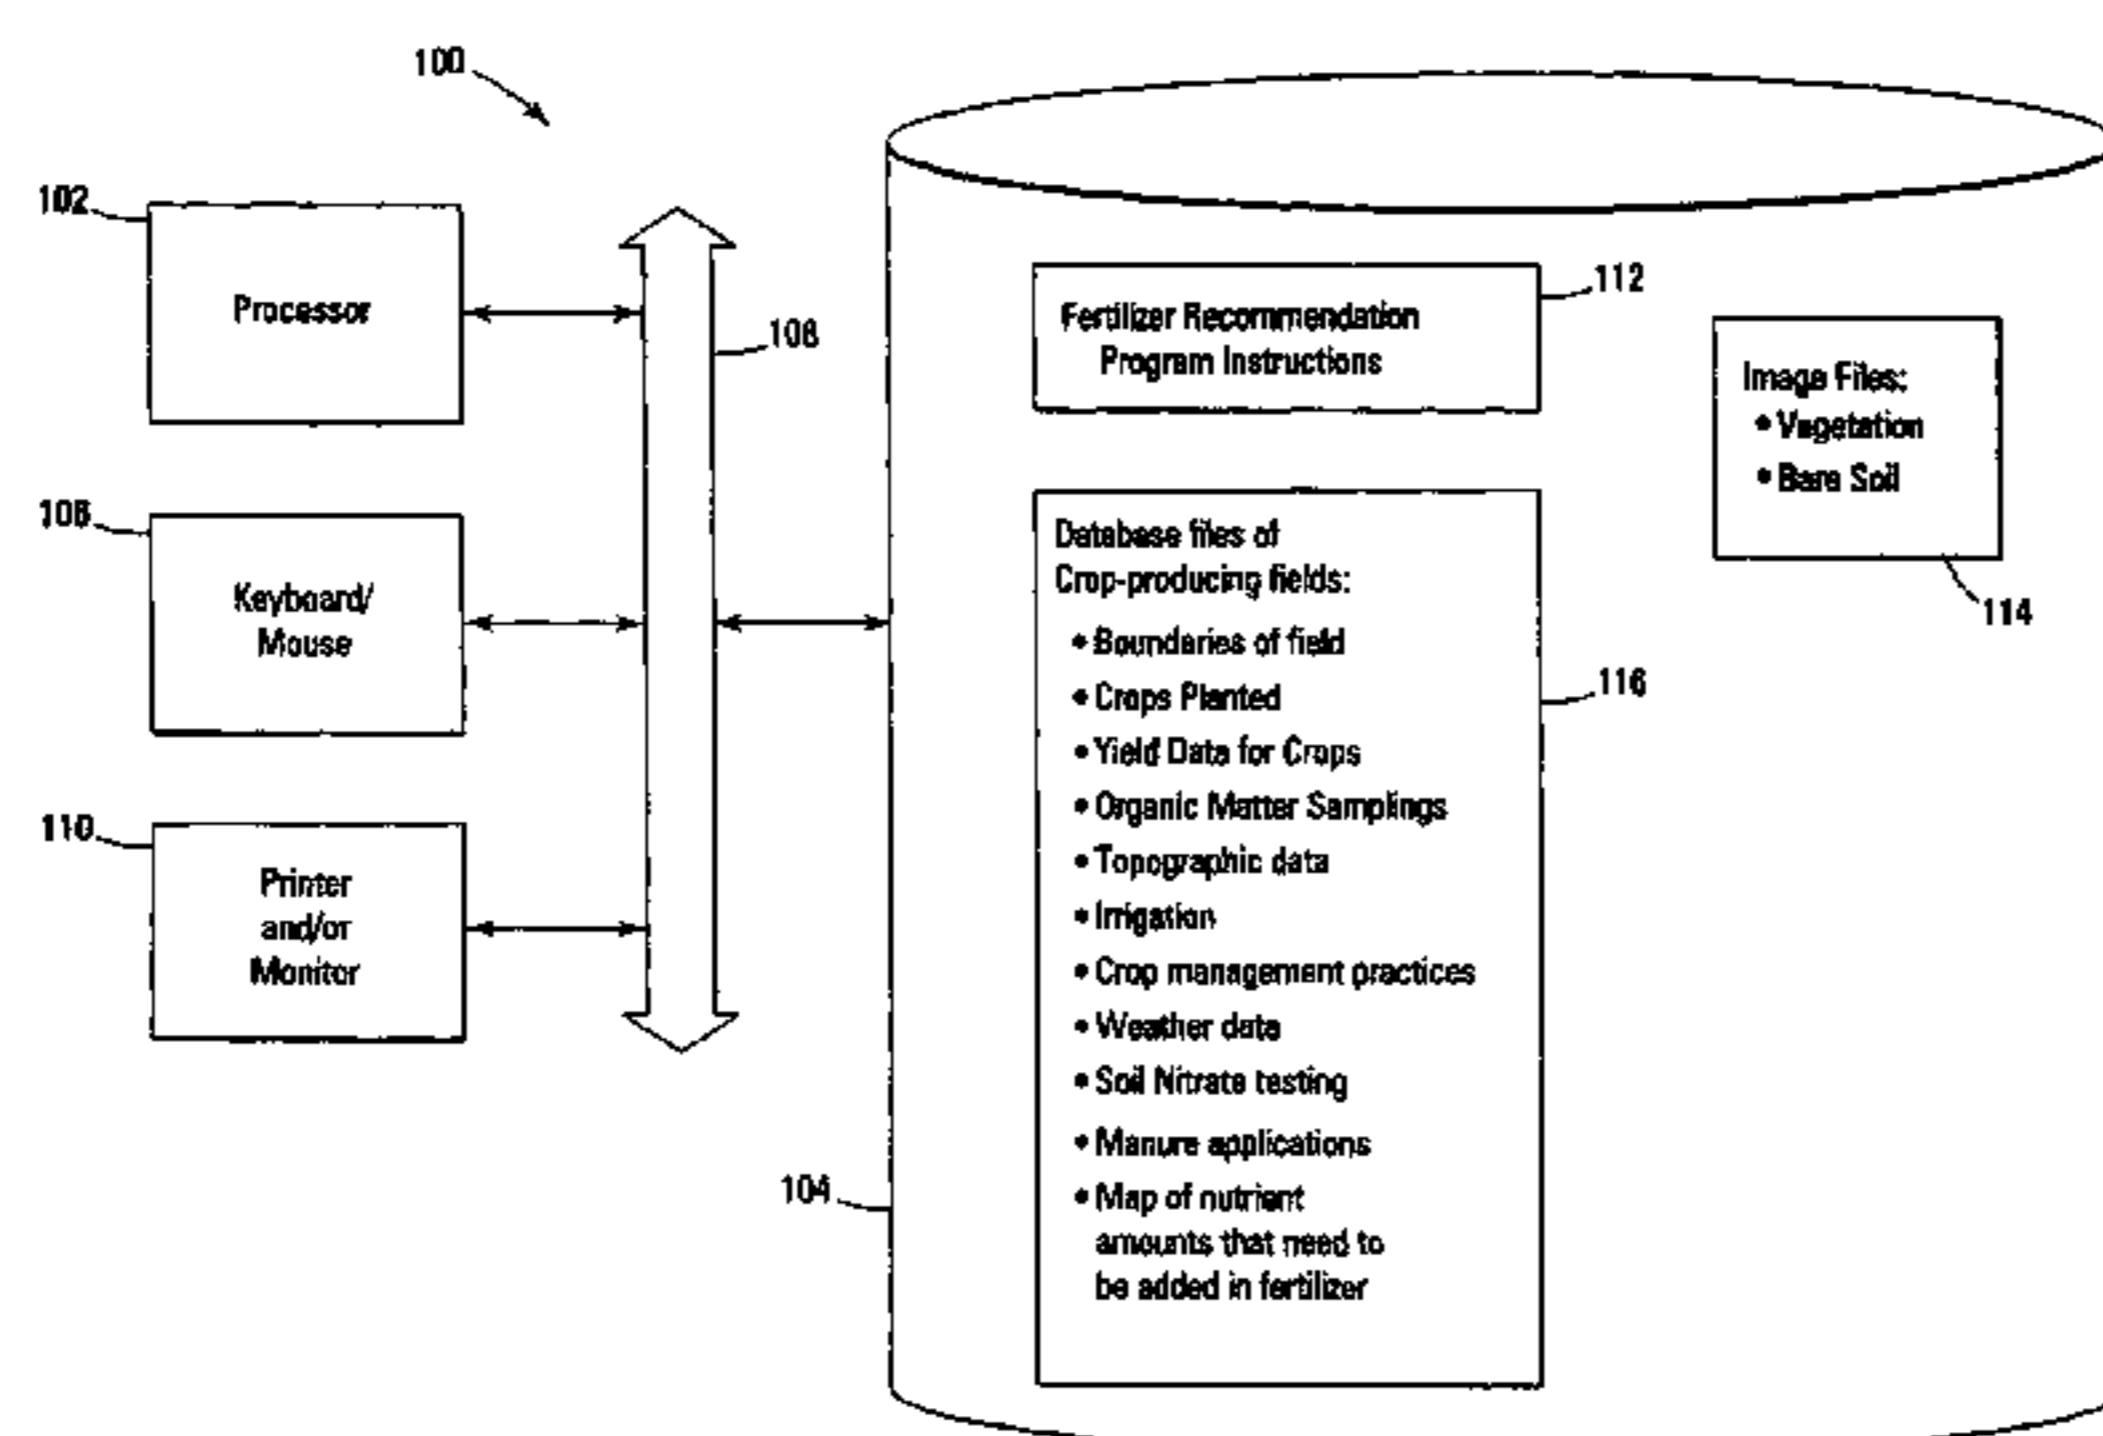 100
102
Processor
106
108
Keyboard/
Mouse
110
Printer
and/or
Monitor
104
Fertilizer Recommendation
Program Instructions
112
Image Files:
• Vegetation
• Bare Soil
114
Database files of
Crop-producing fields:
• Boundaries of field
• Crops Planted
• Yield Data for Crops
• Organic Matter Samplings
• Topographic data
• Irrigation
• Crop management practices
• Weather data
• Soil Nitrate testing
• Manure applications
• Map of nutrient
amounts that need to
be added in fertilizer
116